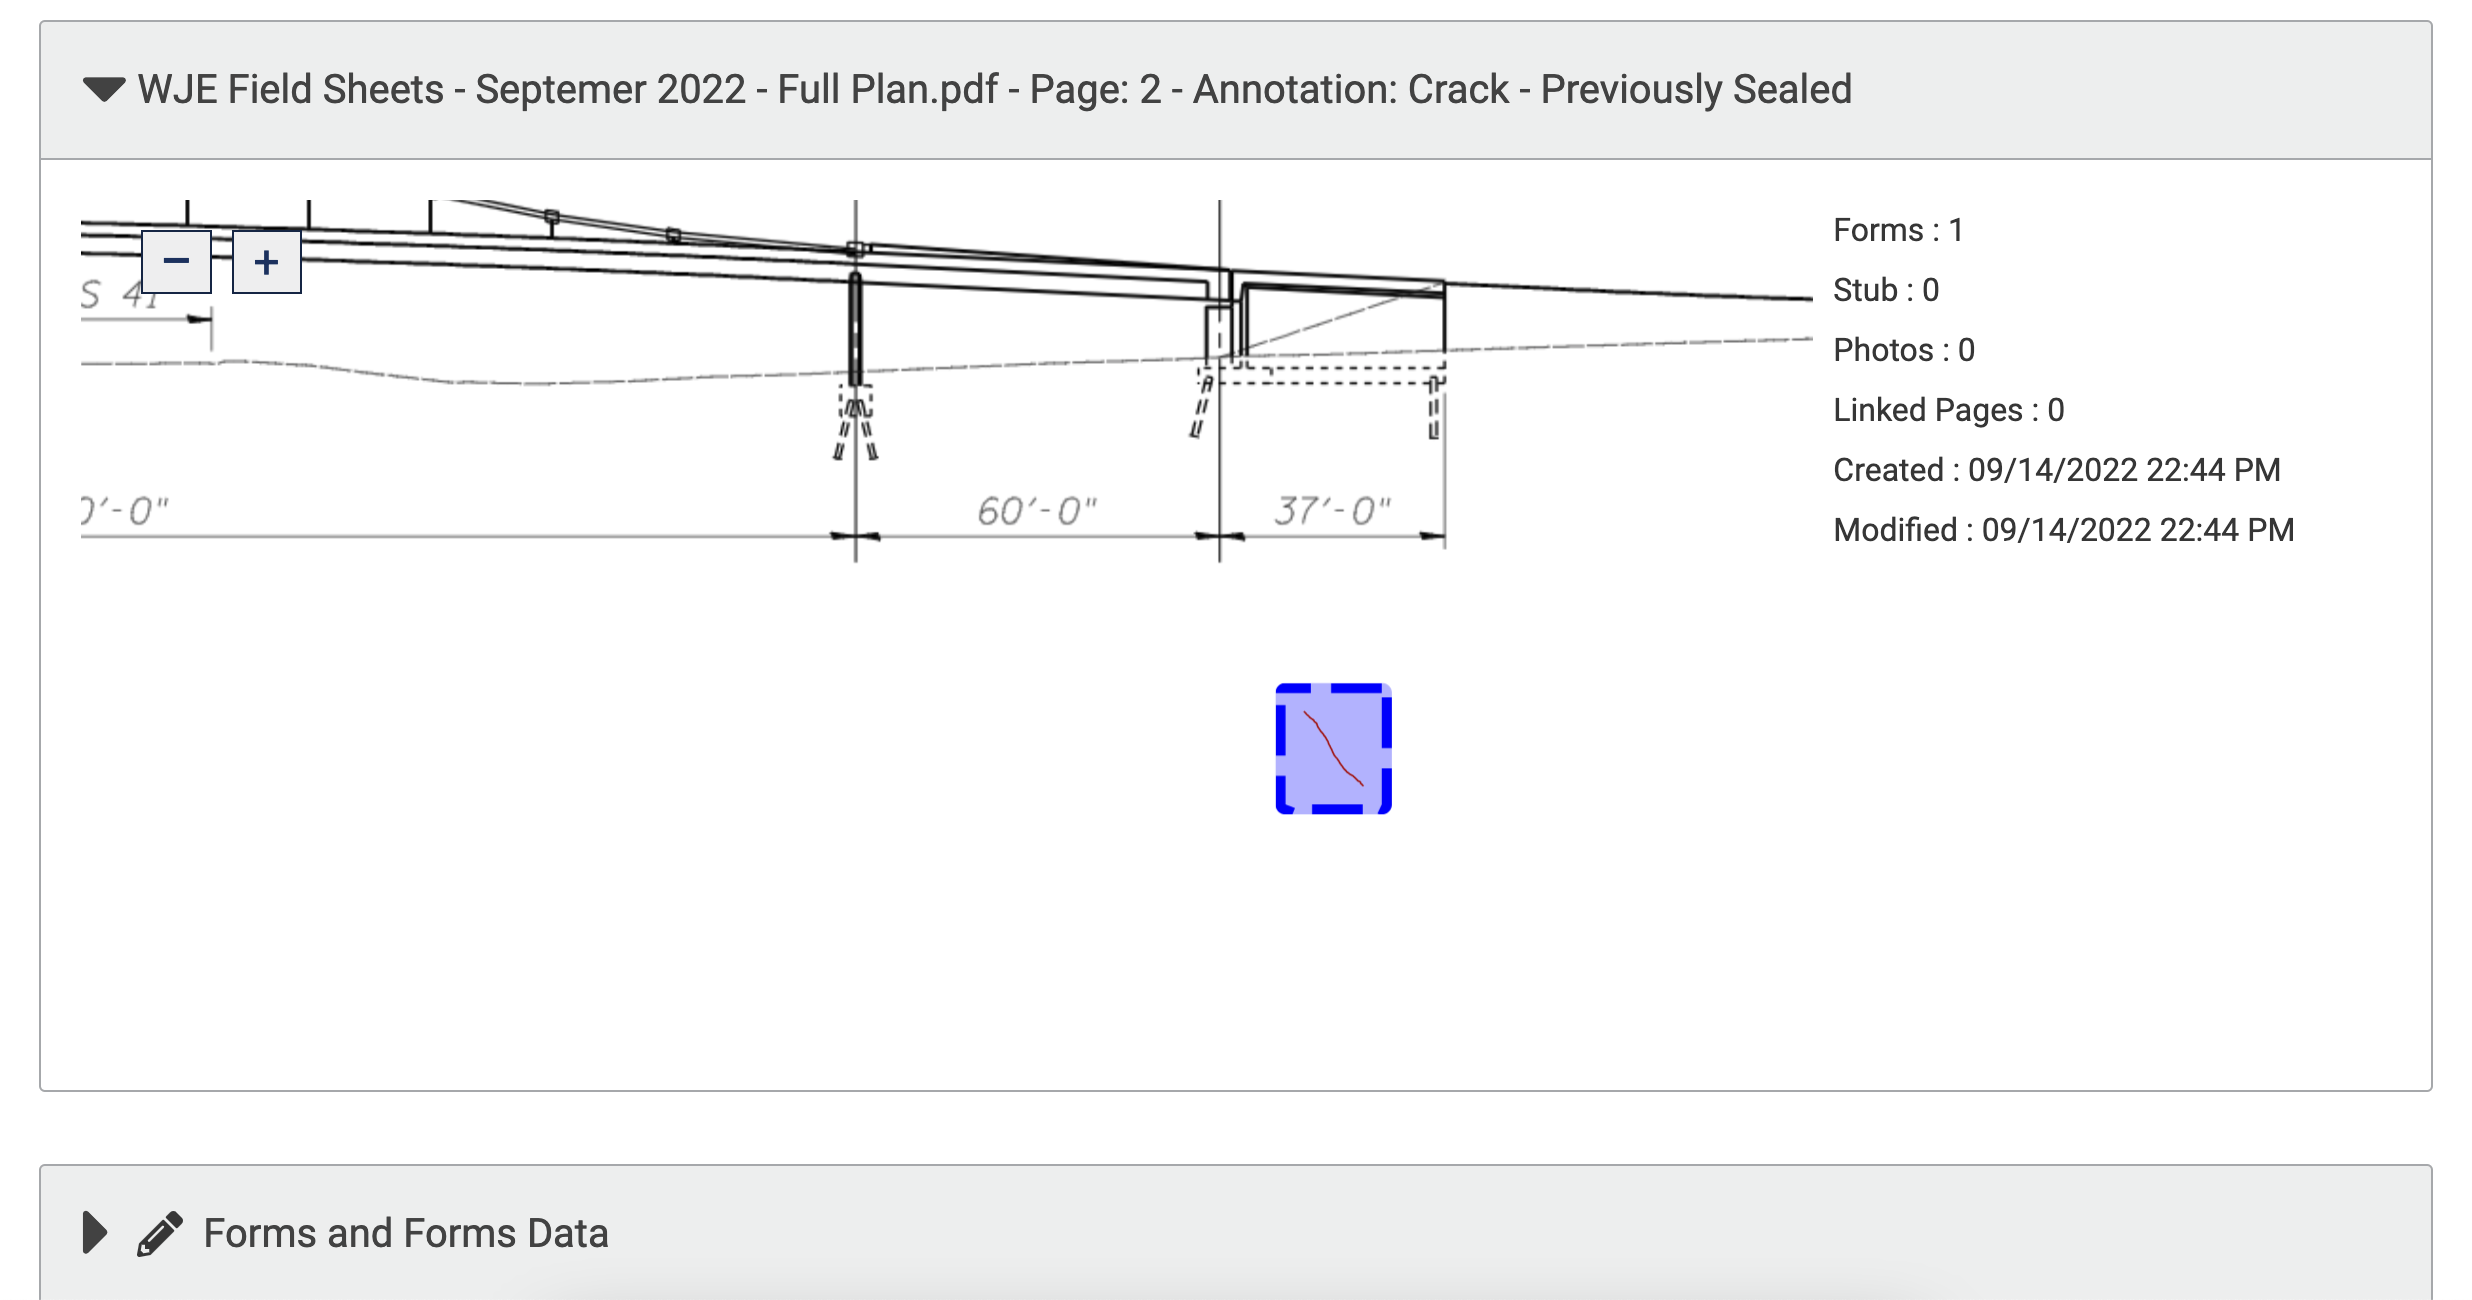 WJE Field Sheets - Septemer 2022 - Full Plan.pdf - Page: 2 - Annotation: Crack - Previously Sealed
− +
S 41
0'-0"
60'-0"
37'-0"
Forms : 1
Stub : 0
Photos : 0
Linked Pages : 0
Created : 09/14/2022 22:44 PM
Modified : 09/14/2022 22:44 PM
Forms and Forms Data